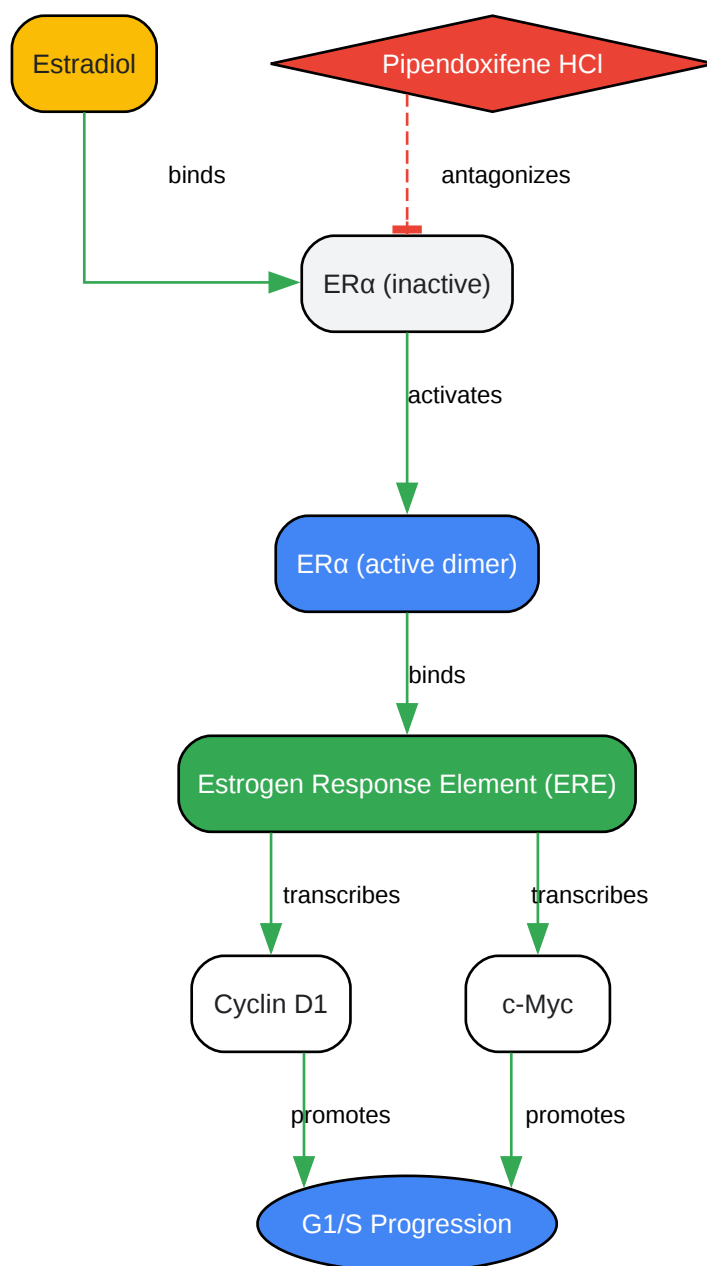 Estradiol
Pipendoxifene HCl
binds
antagonizes
ERα (inactive)
activates
ERα (active dimer)
binds
Estrogen Response Element (ERE)
transcribes
transcribes
Cyclin D1
c-Myc
promotes
promotes
G1/S Progression